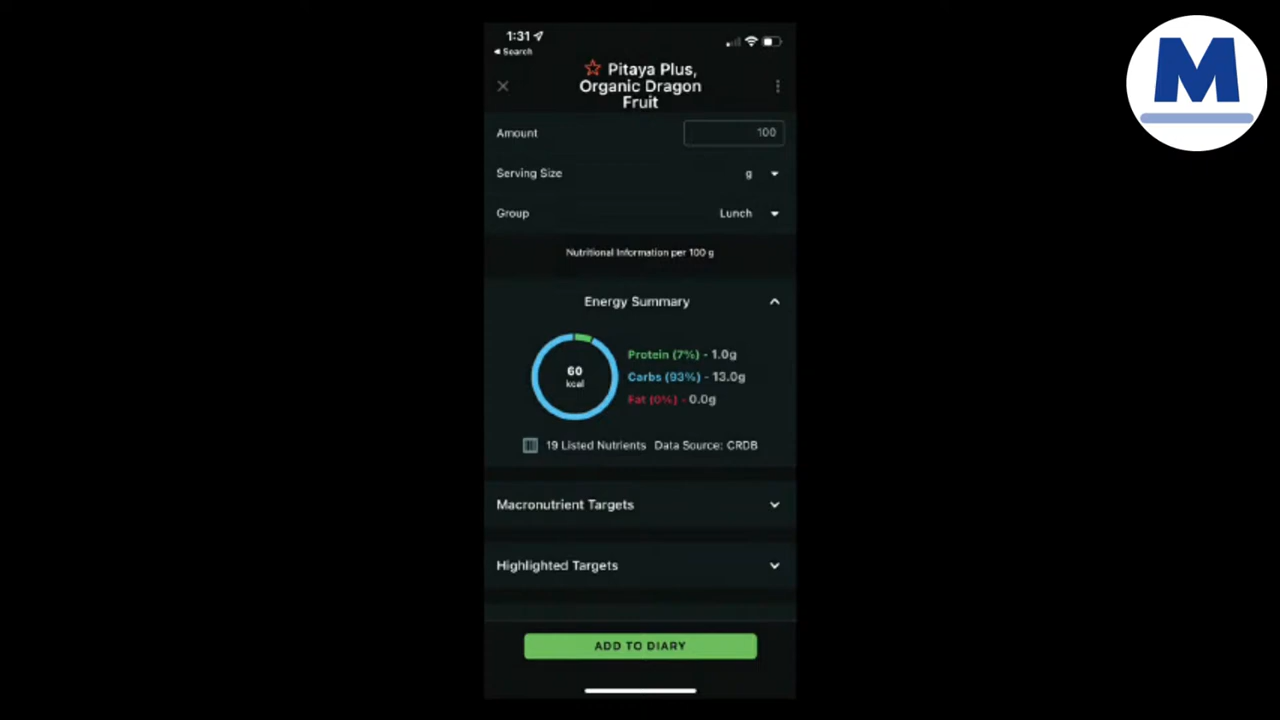 1:31
Search
M
Pitaya Plus,
Organic Dragon
Fruit
Amount 100
Serving Size g
Group Lunch
Nutritional Information per 100 g
Energy Summary
60
kcal
Protein (7%) - 1.0g
Carbs (93%) - 13.0g
Fat (0%) - 0.0g
19 Listed Nutrients Data Source: CRDB
Macronutrient Targets
Highlighted Targets
ADD TO DIARY